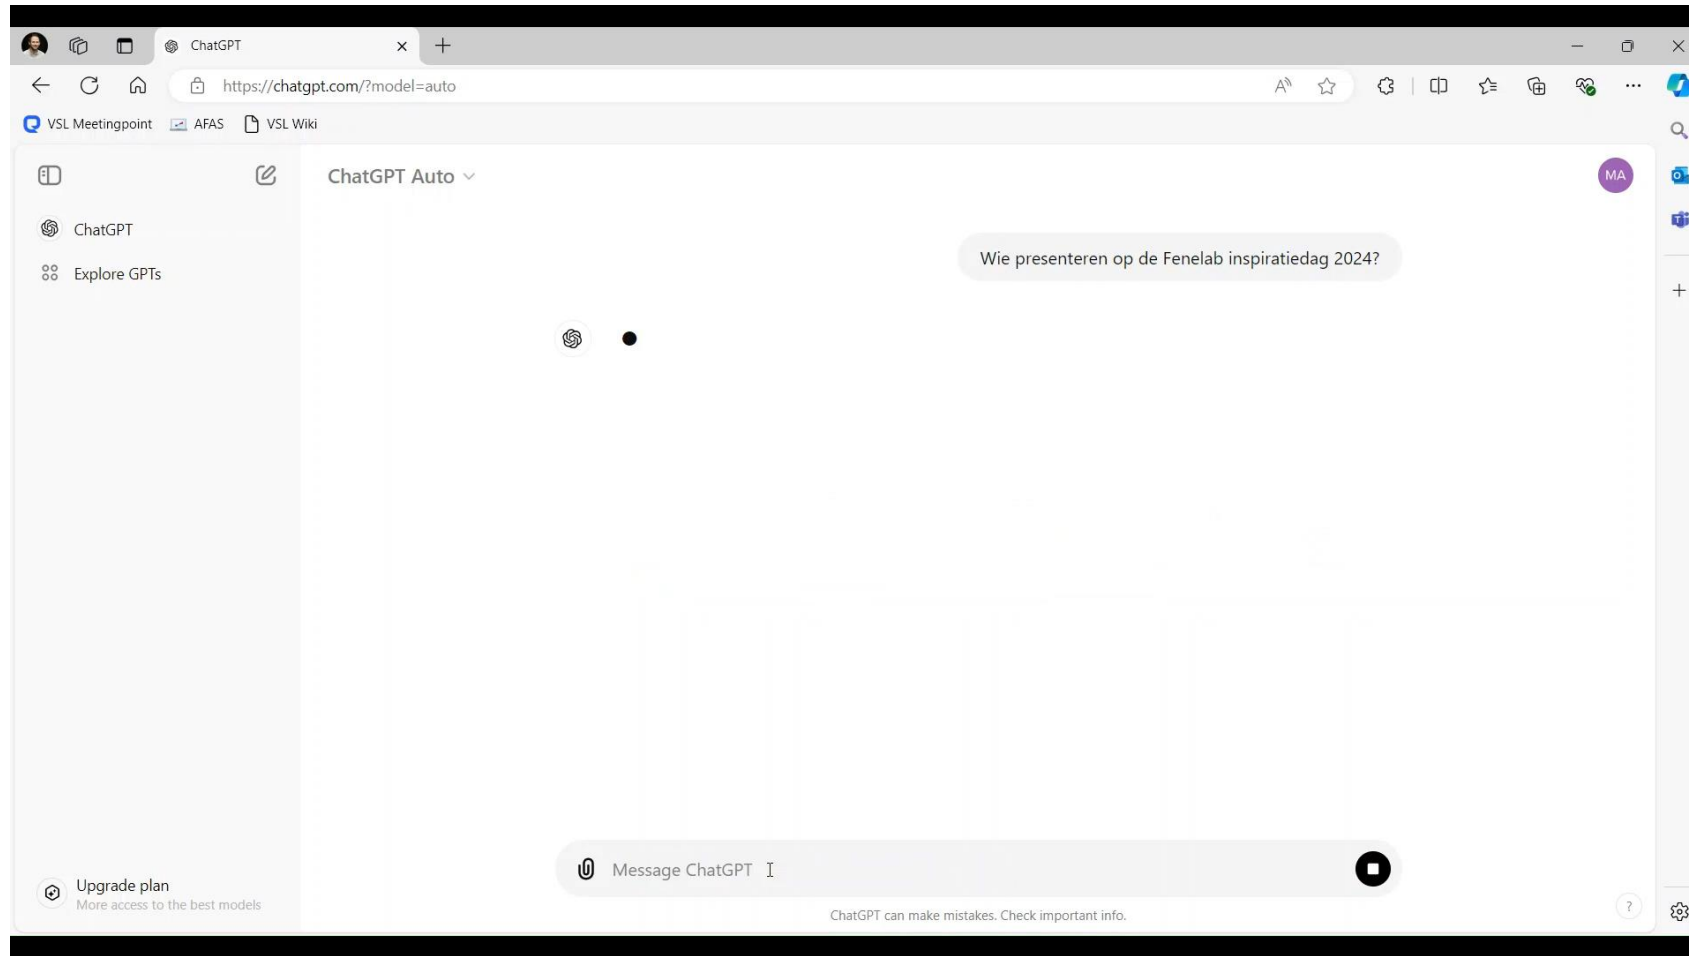 ChatGPT
https://chatgpt.com/?model=auto
VSL Meetingpoint AFAS VSL Wiki
ChatGPT Auto
MA
ChatGPT
Explore GPTs
Wie presenteren op de Fenelab inspiratiedag 2024?
Message ChatGPT
Upgrade plan
More access to the best models
ChatGPT can make mistakes. Check important info.
?